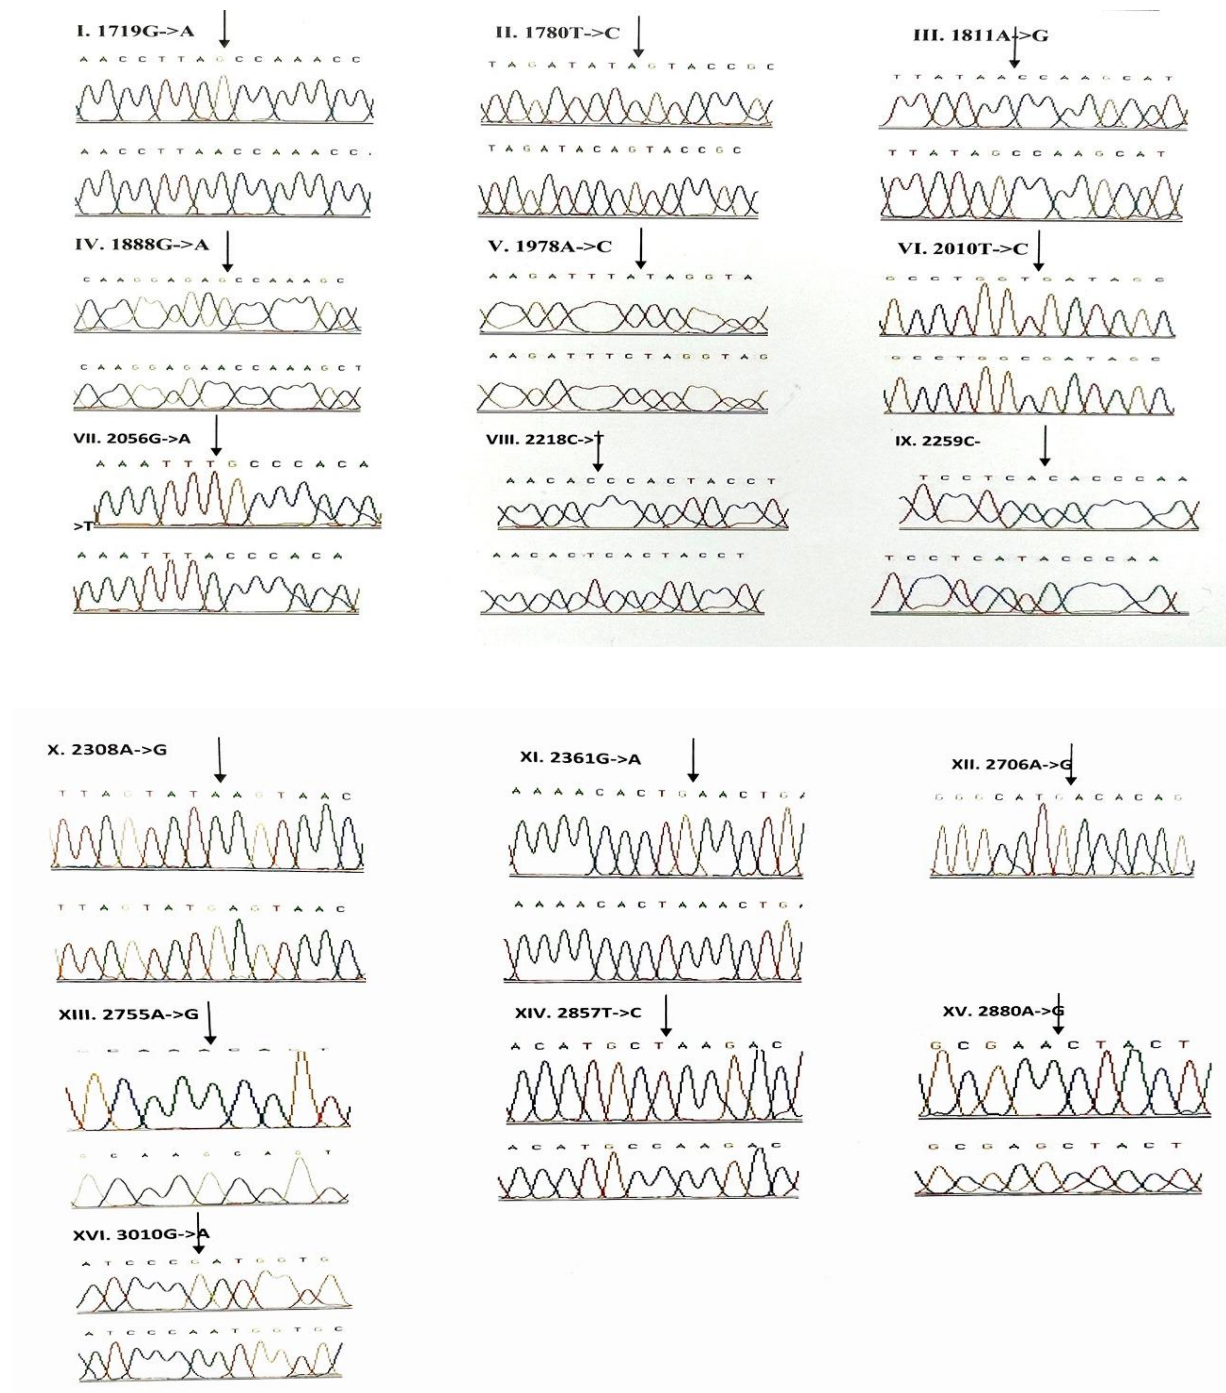 I. 1719G->A
A A C C T T A G C C A A A C C
A A C C T T A A C C A A A C C .
II. 1780T->C
T A G A T A T A G T A C C G C
T A G A T A C A G T A C C G C
III. 1811A->G
T T A T A A C C A A G C A T
T T A T A G C C A A G C A T
IV. 1888G->A
C A A G G A G A G C C A A A G C
C A A G G A G A A C C A A A G C T
V. 1978A->C
A A G A T T T A T A G G T A
A A G A T T T C T A G G T A G
VI. 2010T->C
G C C T G G T G A T A G C
G C C T G G C G A T A G C
VII. 2056G->A
A A A T T T G C C C A C A
>T
A A A T T T A C C C A C A
VIII. 2218C->T
A A C A C C C A C T A C C T
A A C A C T C A C T A C C T
IX. 2259C-
T C C T C A C A C C C A A
T C C T C A T A C C C A A
X. 2308A->G
T T A G T A T A A G T A A C
T T A G T A T G A G T A A C
XI. 2361G->A
A A A A C A C T G A A C T G
A A A A C A C T A A A C T G
XII. 2706A->G
G G G C A T G A C A C A G
XIII. 2755A->G
G C A A G G A G T
XIV. 2857T->C
A C A T G C T A A G A C
A C A T G C C A A G A C
XV. 2880A->G
G C G A A C T A C T
G C G A G C T A C T
XVI. 3010G->A
A T C C C G A T G G T G
A T C C C A A T G G T G C